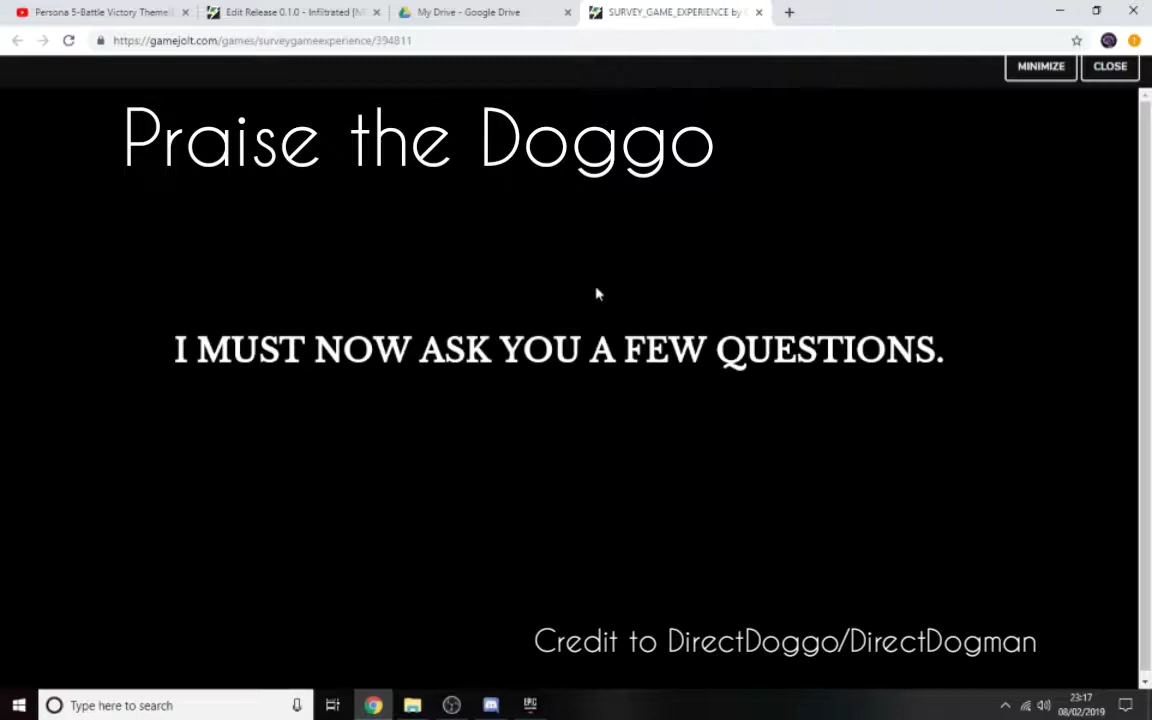 Persona 5-Battle Victory Theme
Edit Release 0.1.0 - Infiltrated [N
My Drive - Google Drive
SURVEY_GAME_EXPERIENCE by
https://gamejolt.com/games/surveygameexperience/394811
MINIMIZE
CLOSE
Praise the Doggo
I MUST NOW ASK YOU A FEW QUESTIONS.
Credit to DirectDoggo/DirectDogman
Type here to search
EPIC
23:17
08/02/2019